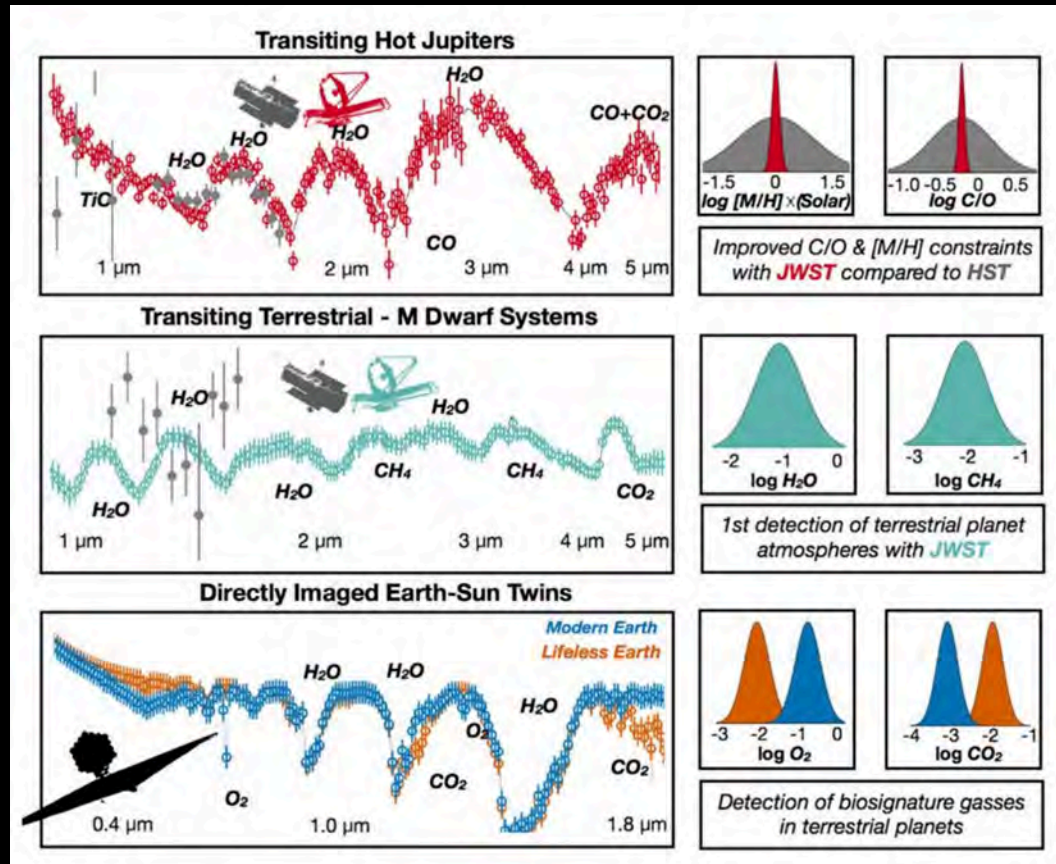 Transiting Hot Jupiters
H₂O
CO+CO₂
H₂O
H₂O
H₂O
TiO
CO
1 μm
2 μm
3 μm
4 μm
5 μm
-1.5 0 1.5
log [M/H] ×(Solar)
-1.0 -0.5 0 0.5
log C/O
Improved C/O & [M/H] constraints
with JWST compared to HST
Transiting Terrestrial - M Dwarf Systems
H₂O
H₂O
H₂O
H₂O
CH₄
CH₄
CO₂
1 μm
2 μm
3 μm
4 μm
5 μm
-2 -1 0
log H₂O
-3 -2 -1
log CH₄
1st detection of terrestrial planet
atmospheres with JWST
Directly Imaged Earth-Sun Twins
Modern Earth
Lifeless Earth
H₂O
H₂O
H₂O
O₂
O₂
CO₂
CO₂
0.4 μm
1.0 μm
1.8 μm
-3 -2 -1 0
log O₂
-4 -3 -2 -1
log CO₂
Detection of biosignature gasses
in terrestrial planets